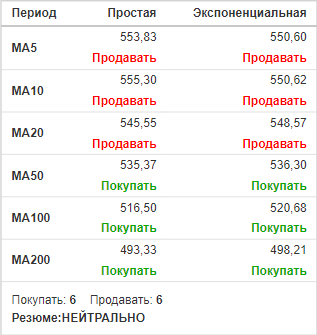 Период Простая Экспоненциальная
MA5 553,83 550,60
Продавать Продавать
MA10 555,30 550,62
Продавать Продавать
MA20 545,55 548,57
Продавать Продавать
MA50 535,37 536,30
Покупать Покупать
MA100 516,50 520,68
Покупать Покупать
MA200 493,33 498,21
Покупать Покупать
Покупать: 6 Продавать: 6
Резюме:НЕЙТРАЛЬНО